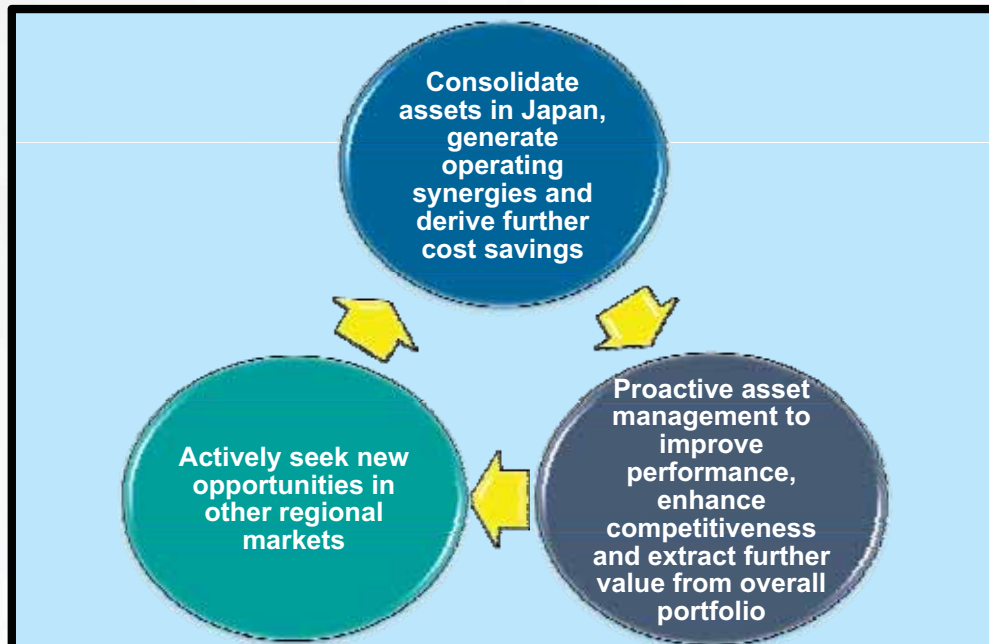 Consolidate
assets in Japan,
generate
operating
synergies and
derive further
cost savings
Proactive asset
management to
improve
performance,
enhance
competitiveness
and extract further
value from overall
portfolio
Actively seek new
opportunities in
other regional
markets